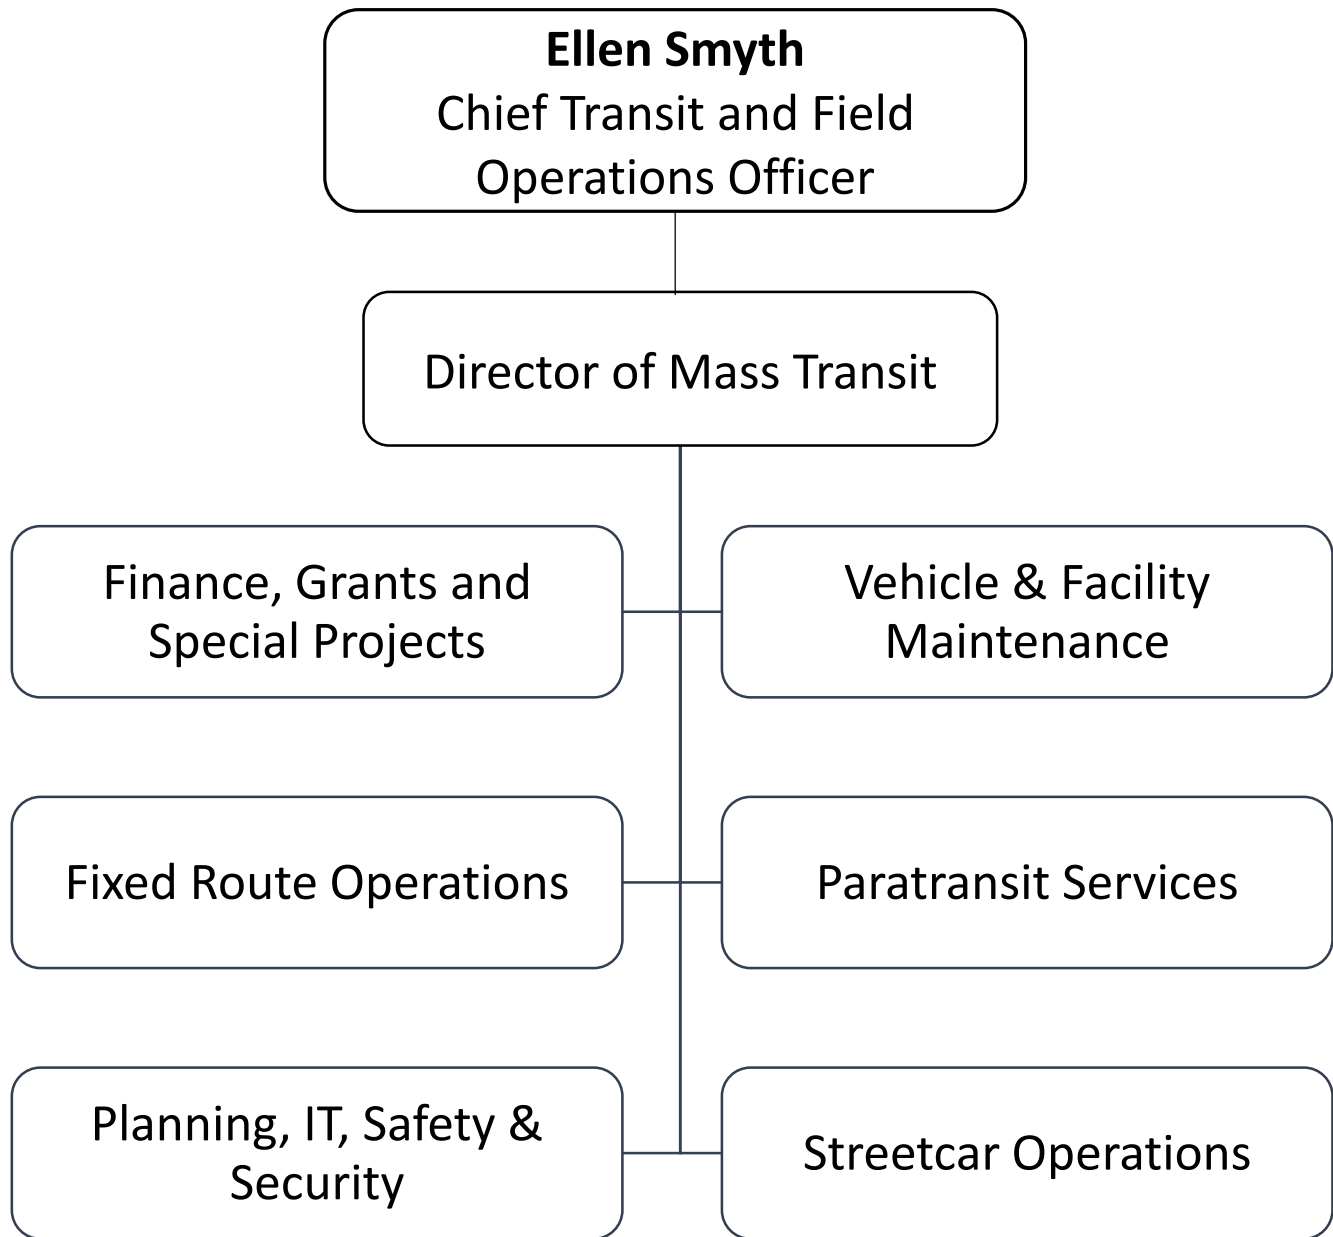 Ellen Smyth
Chief Transit and Field
Operations Officer
Director of Mass Transit
Finance, Grants and
Special Projects
Vehicle & Facility
Maintenance
Fixed Route Operations
Paratransit Services
Planning, IT, Safety &
Security
Streetcar Operations